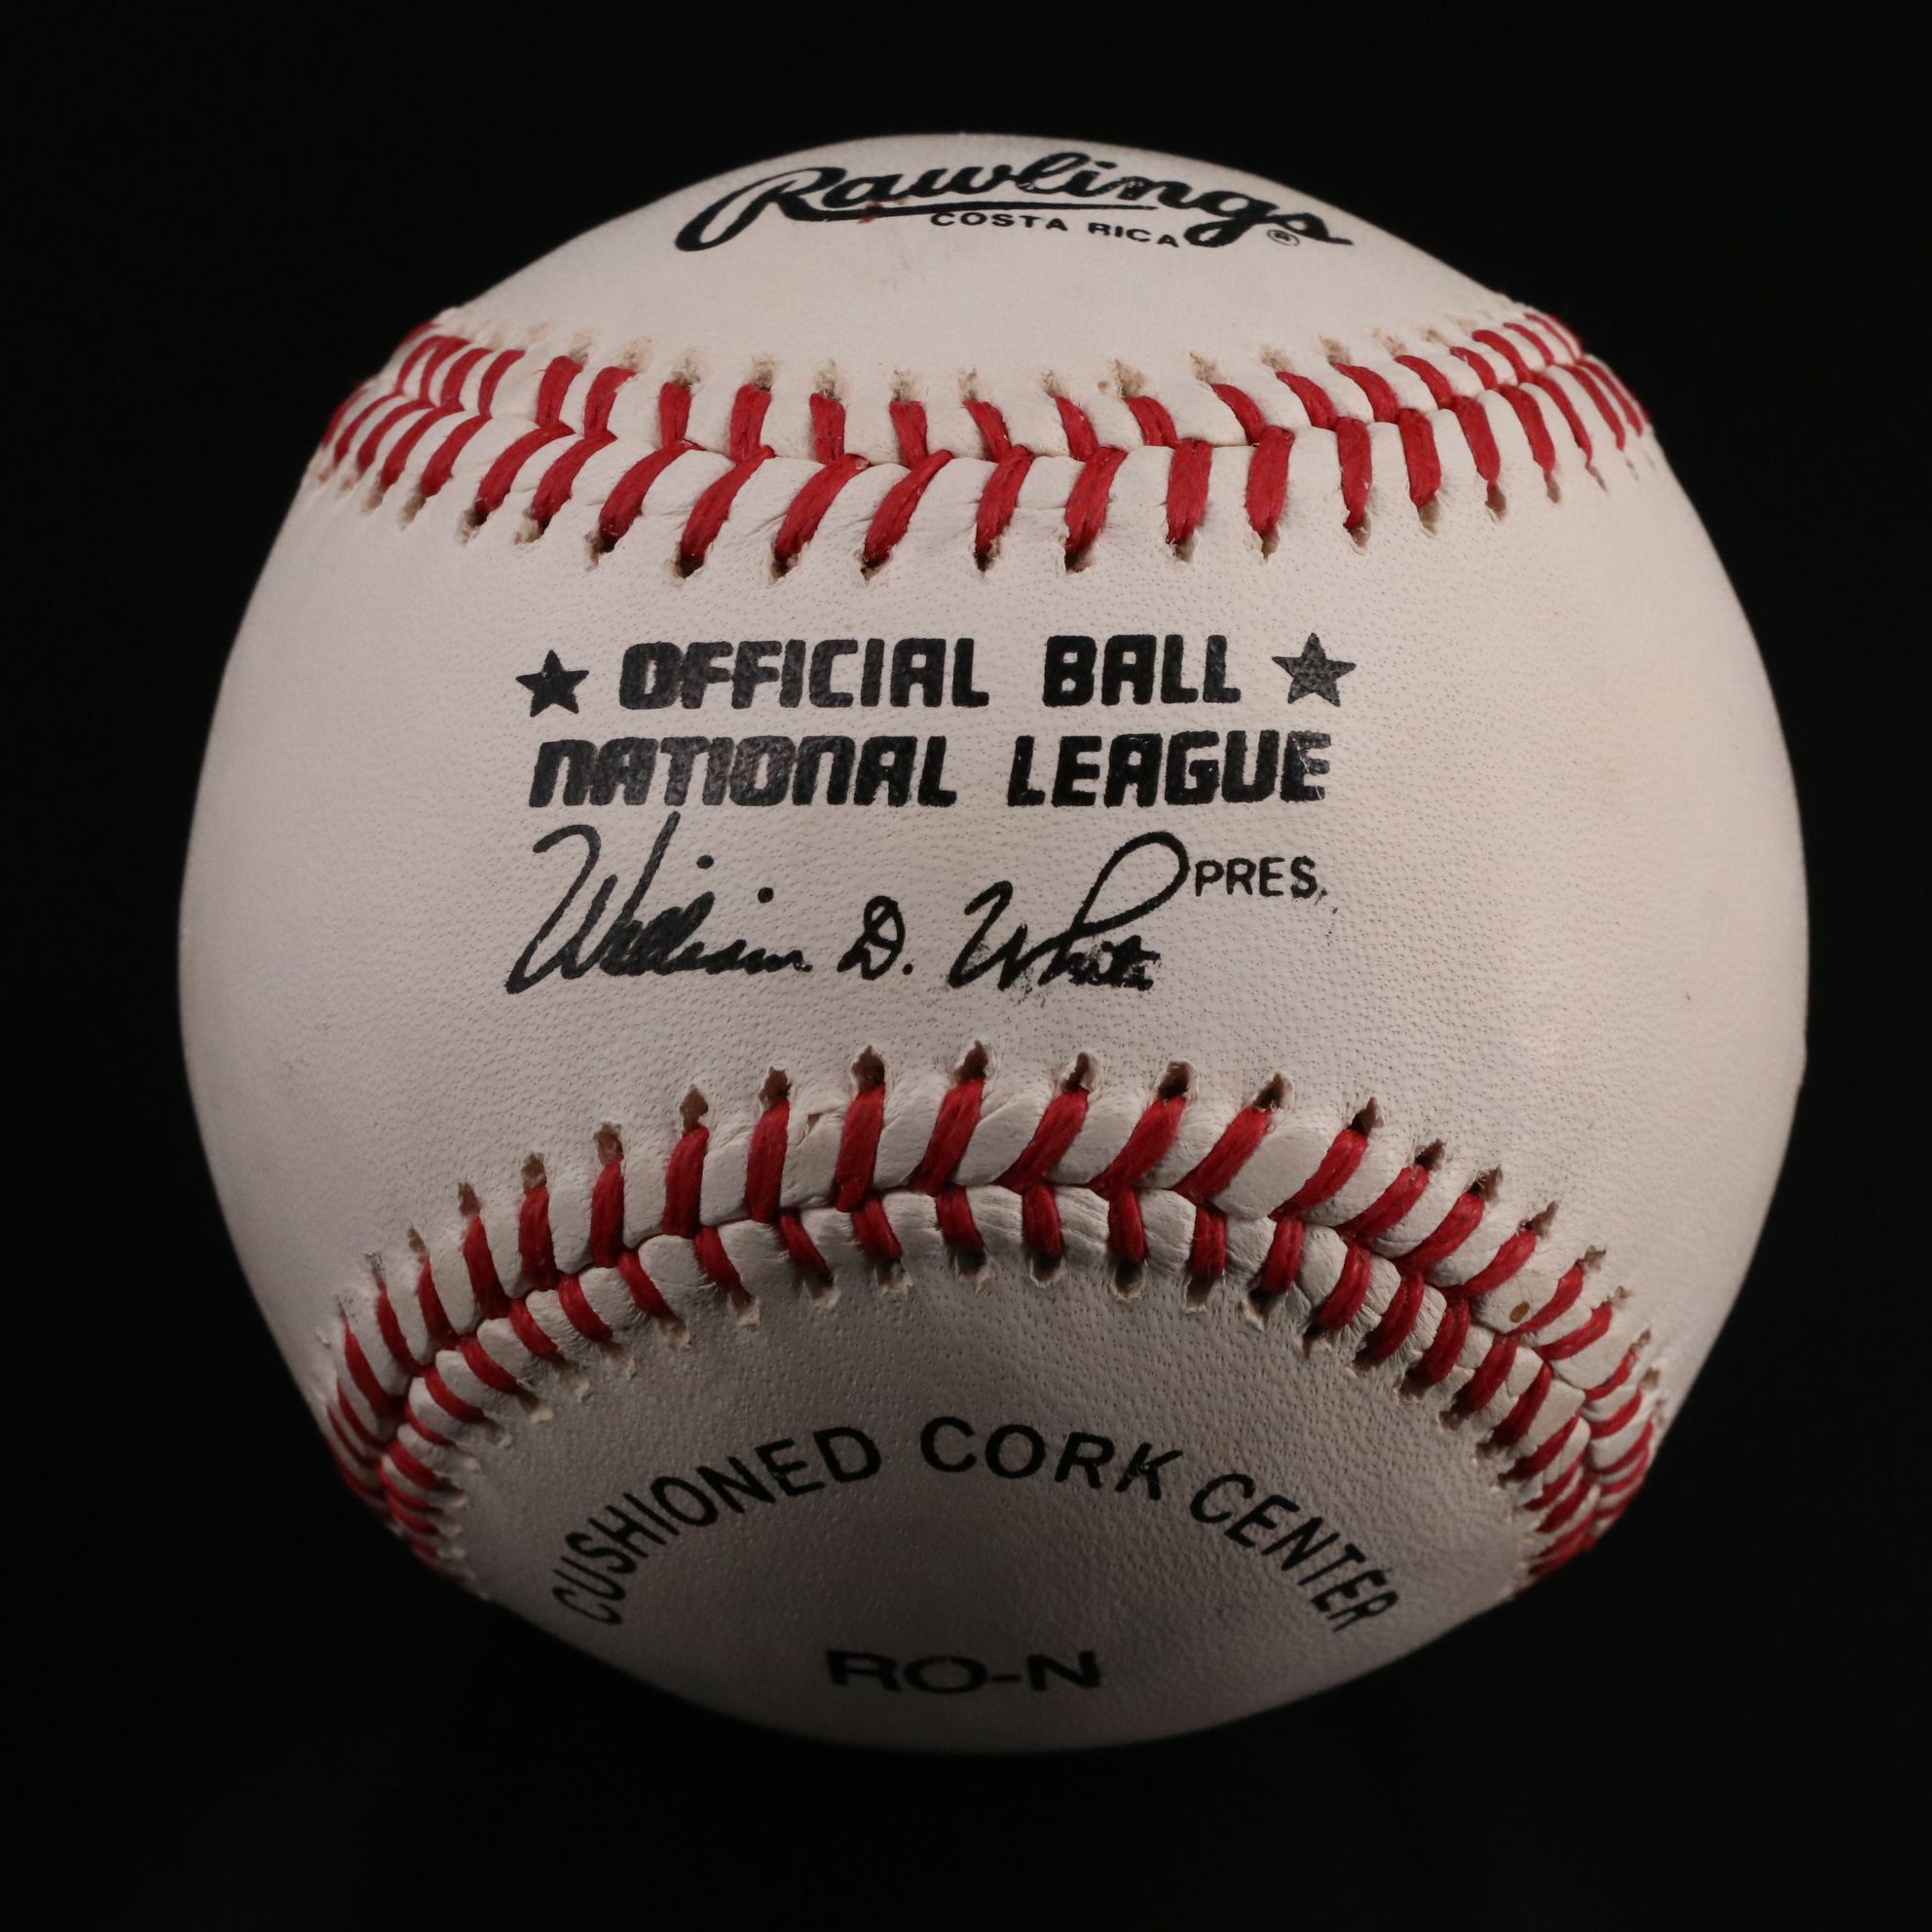 Rawlings®
COSTA RICA
★ OFFICIAL BALL ★
NATIONAL LEAGUE
William D. White PRES.
CUSHIONED CORK CENTER
RO-N